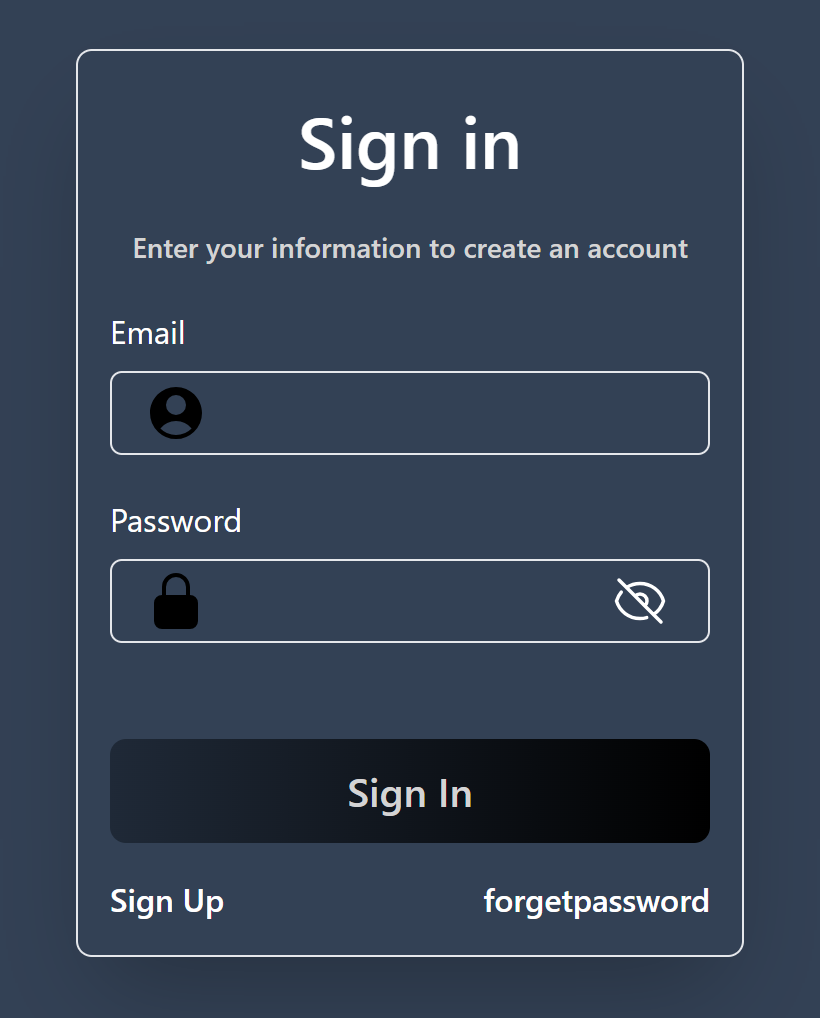 Sign in
Enter your information to create an account
Email
Password
Sign In
Sign Up forgetpassword